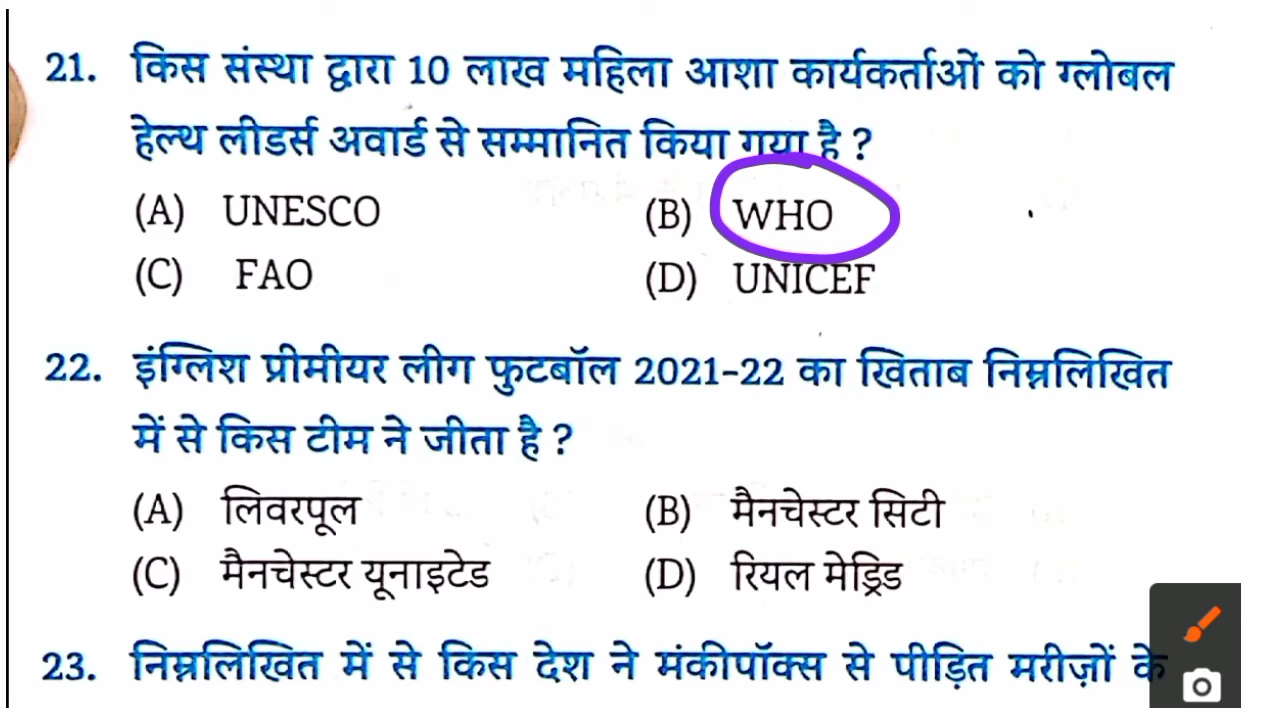 21. किस संस्था द्वारा 10 लाख महिला आशा कार्यकर्ताओं को ग्लोबल
हेल्थ लीडर्स अवार्ड से सम्मानित किया गया है ?
(A) UNESCO (B) WHO
(C) FAO (D) UNICEF
22. इंग्लिश प्रीमीयर लीग फुटबॉल 2021-22 का खिताब निम्नलिखित
में से किस टीम ने जीता है ?
(A) लिवरपूल (B) मैनचेस्टर सिटी
(C) मैनचेस्टर यूनाइटेड (D) रियल मेड्रिड
23. निम्नलिखित में से किस देश ने मंकीपॉक्स से पीड़ित मरीज़ों के